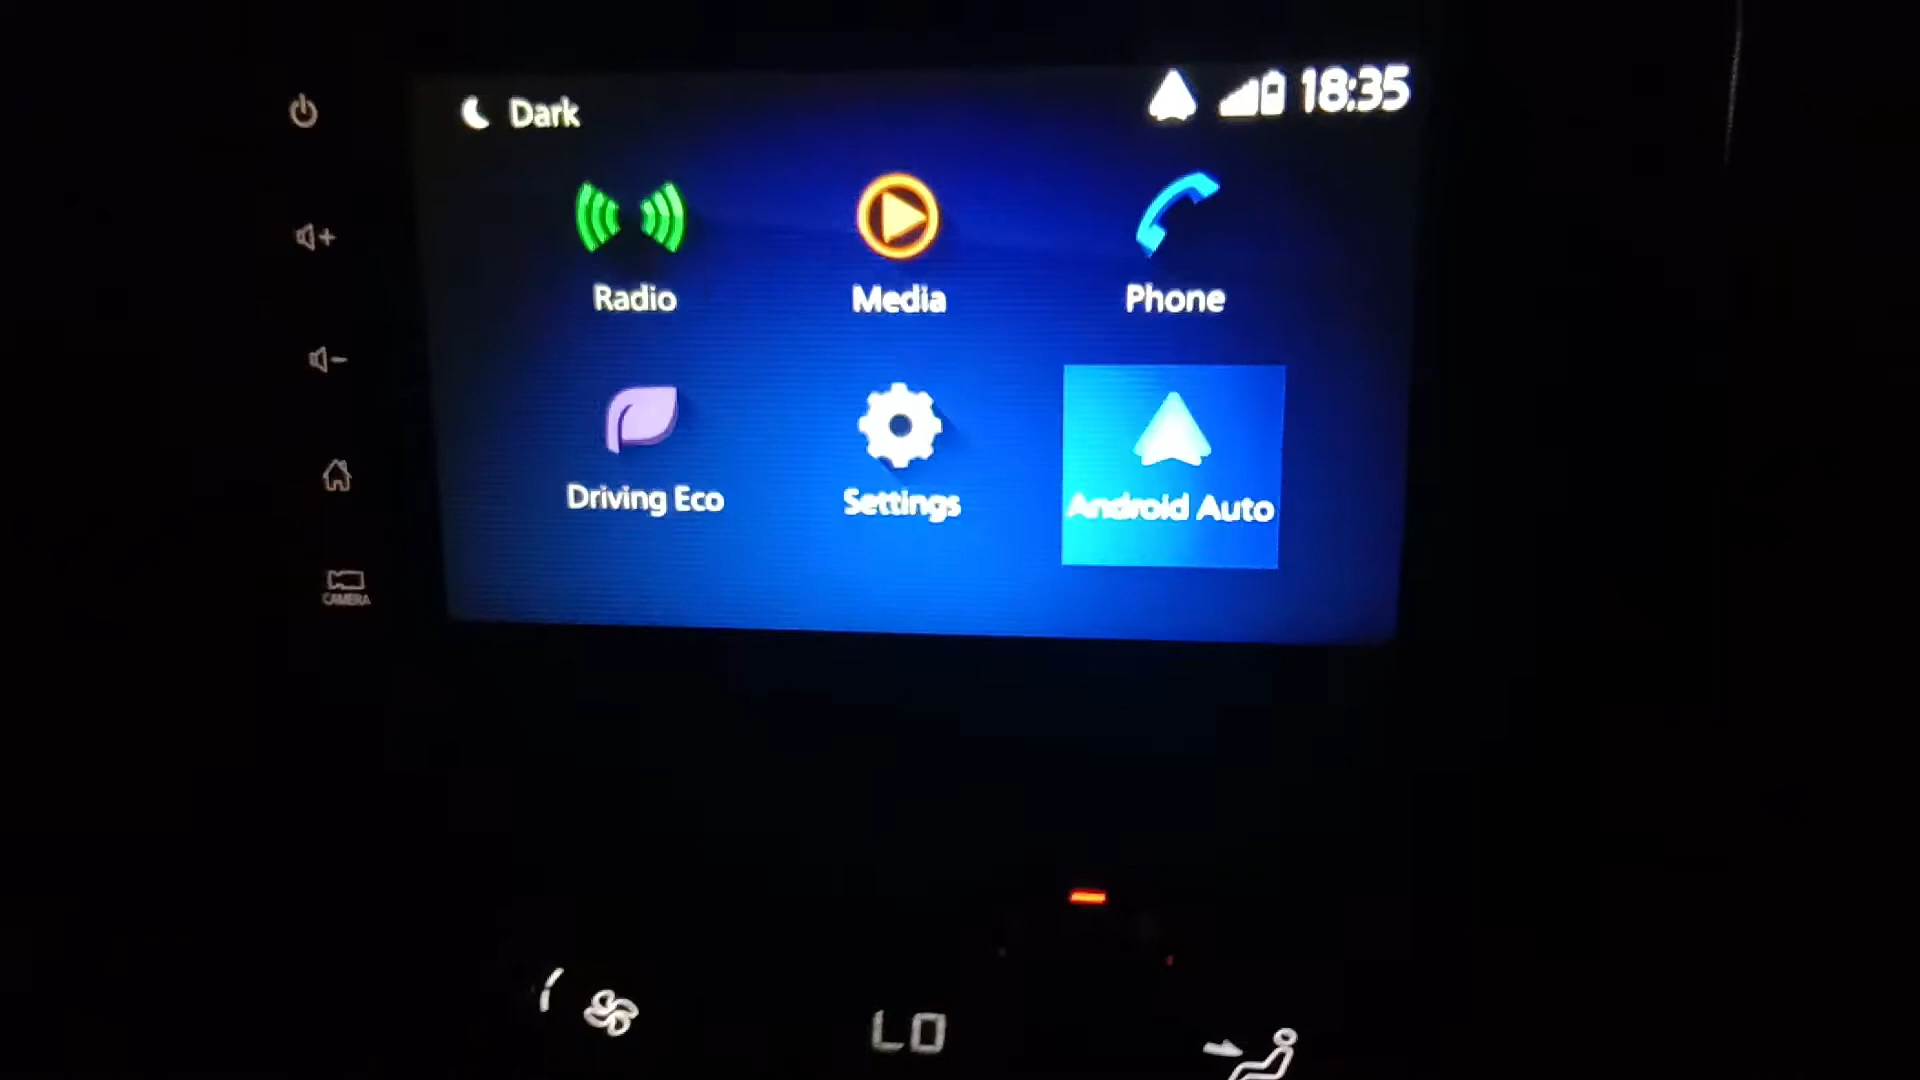 Dark
18:35
Radio
Media
Phone
Driving Eco
Settings
Android Auto
CAMERA
LO